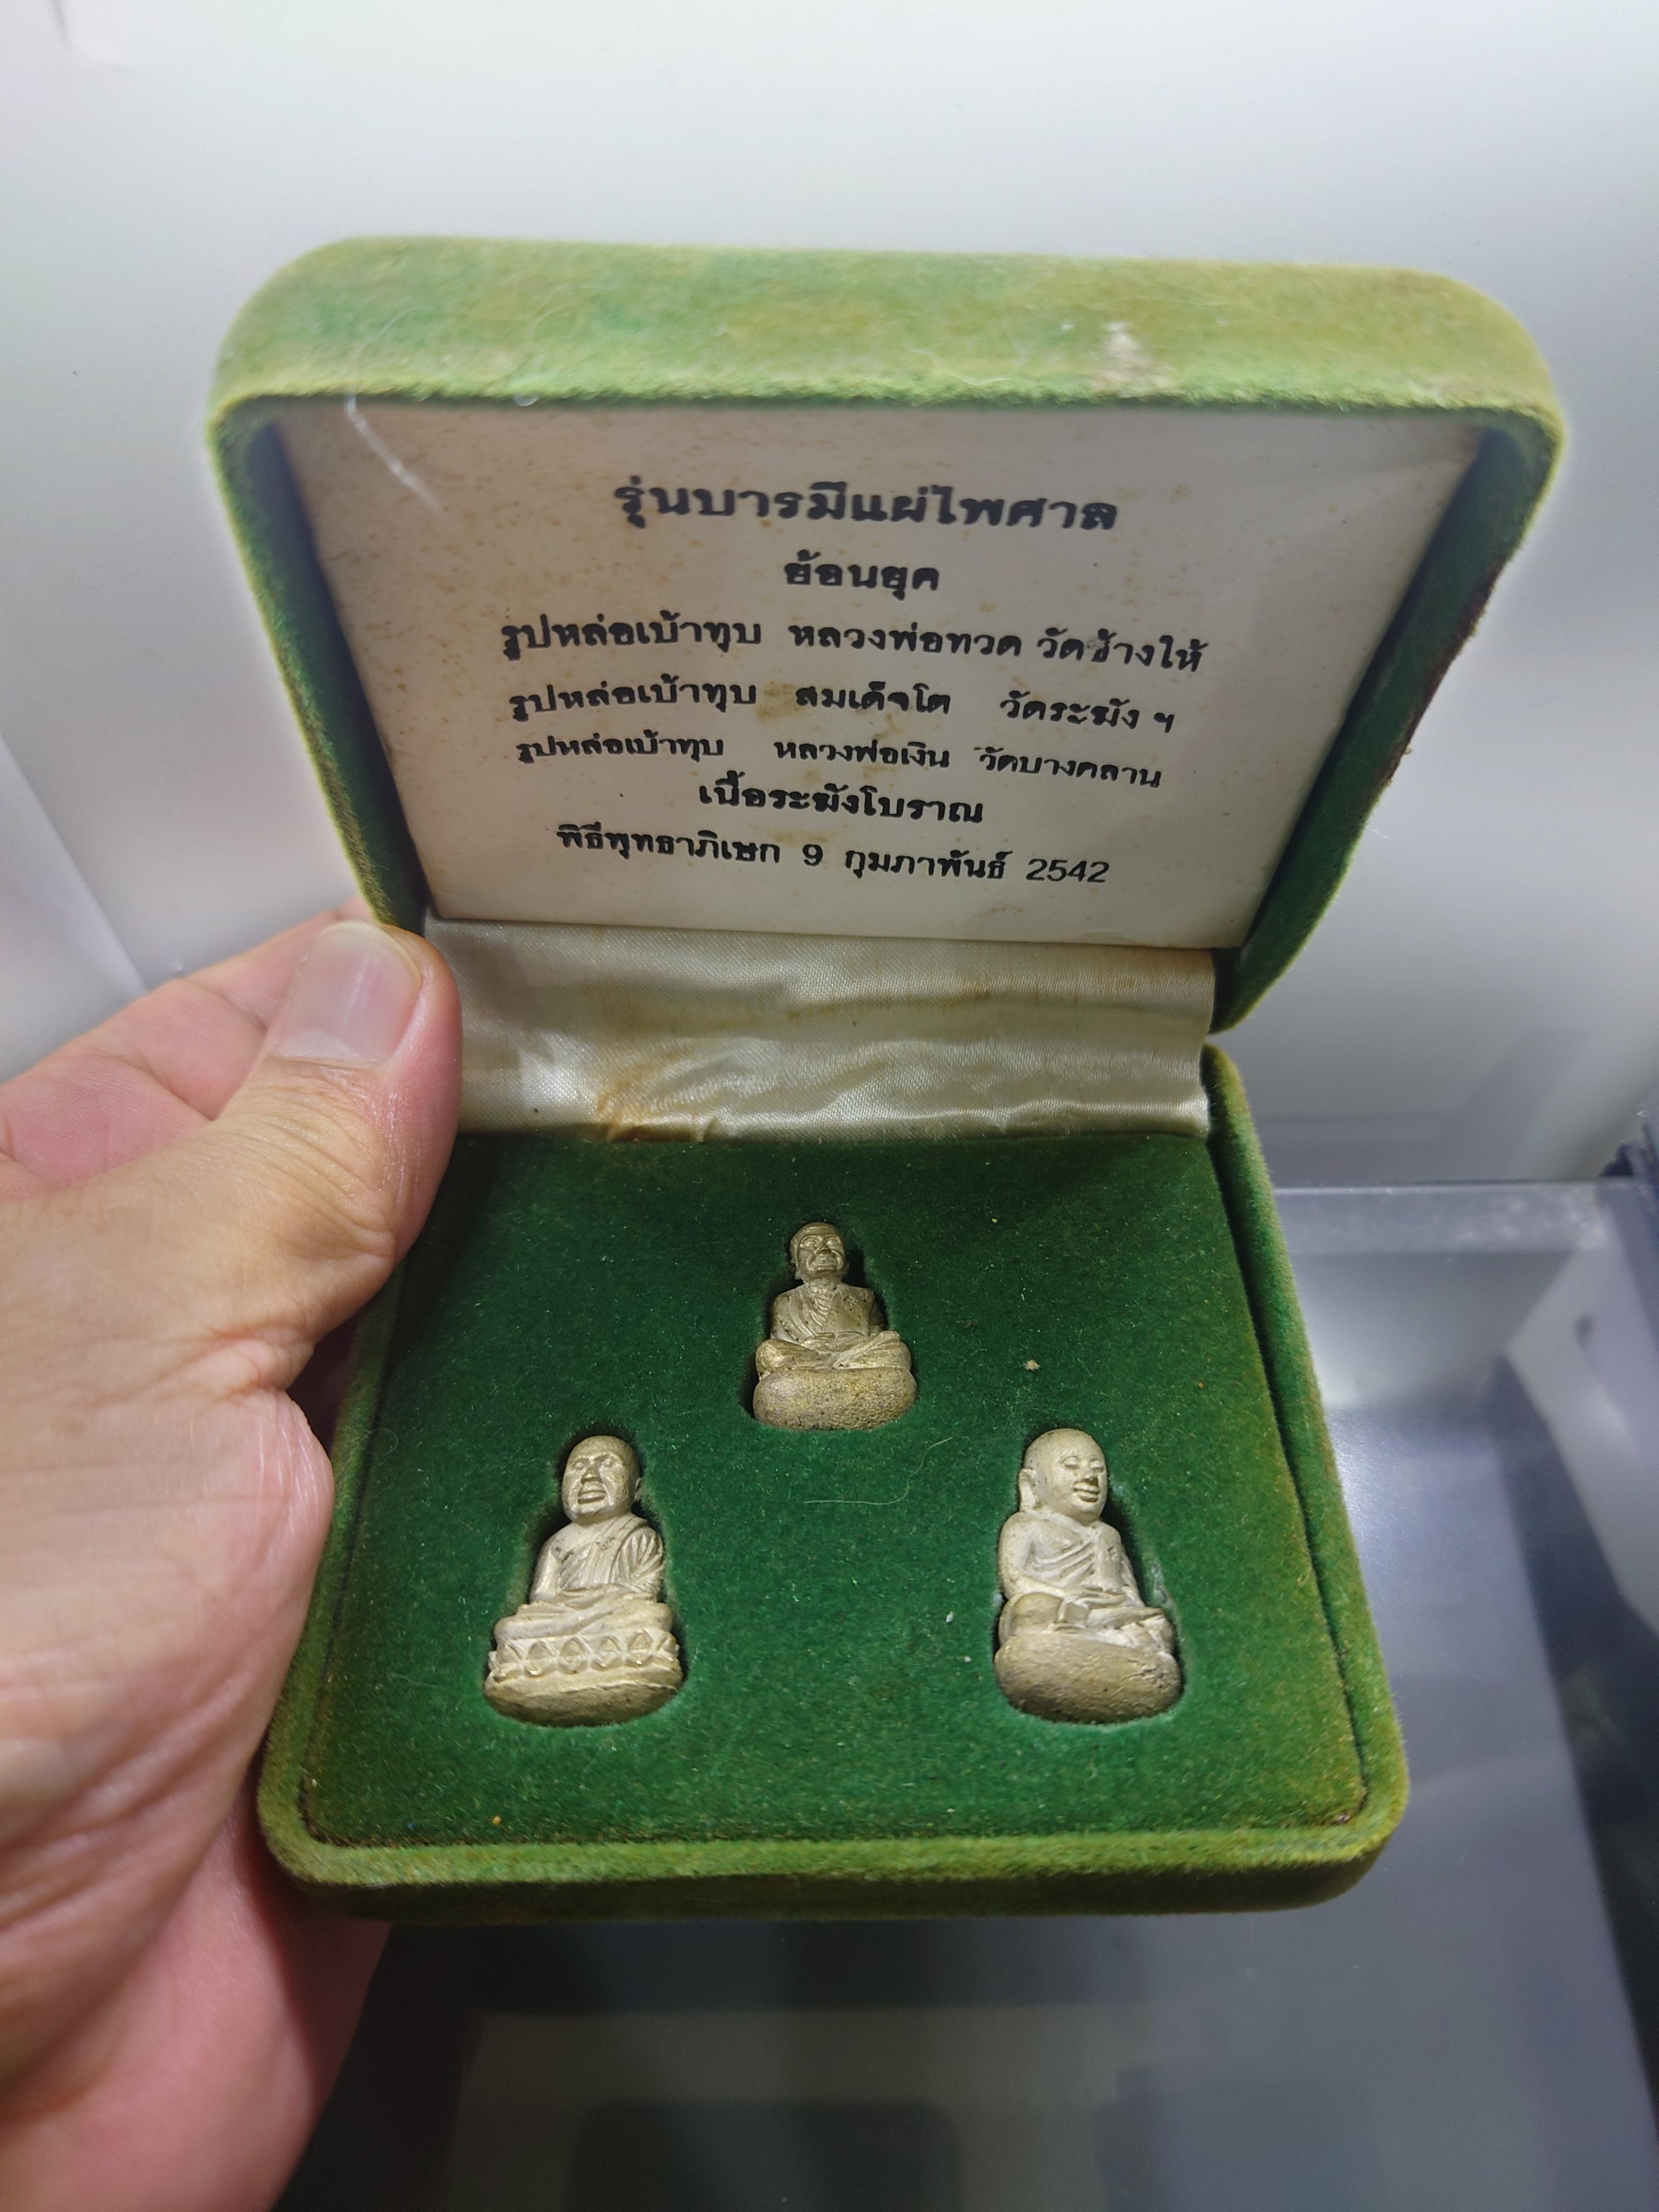 รุ่นบารมีแผ่ไพศาล
ย้อนยุค
รูปหล่อเบ้าทุบ หลวงพ่อทวด วัดช้างให้
รูปหล่อเบ้าทุบ สมเด็จโต วัดระฆัง ฯ
รูปหล่อเบ้าทุบ หลวงพ่อเงิน วัดบางคลาน
เนื้อระฆังโบราณ
พิธีพุทธาภิเษก 9 กุมภาพันธ์ 2542